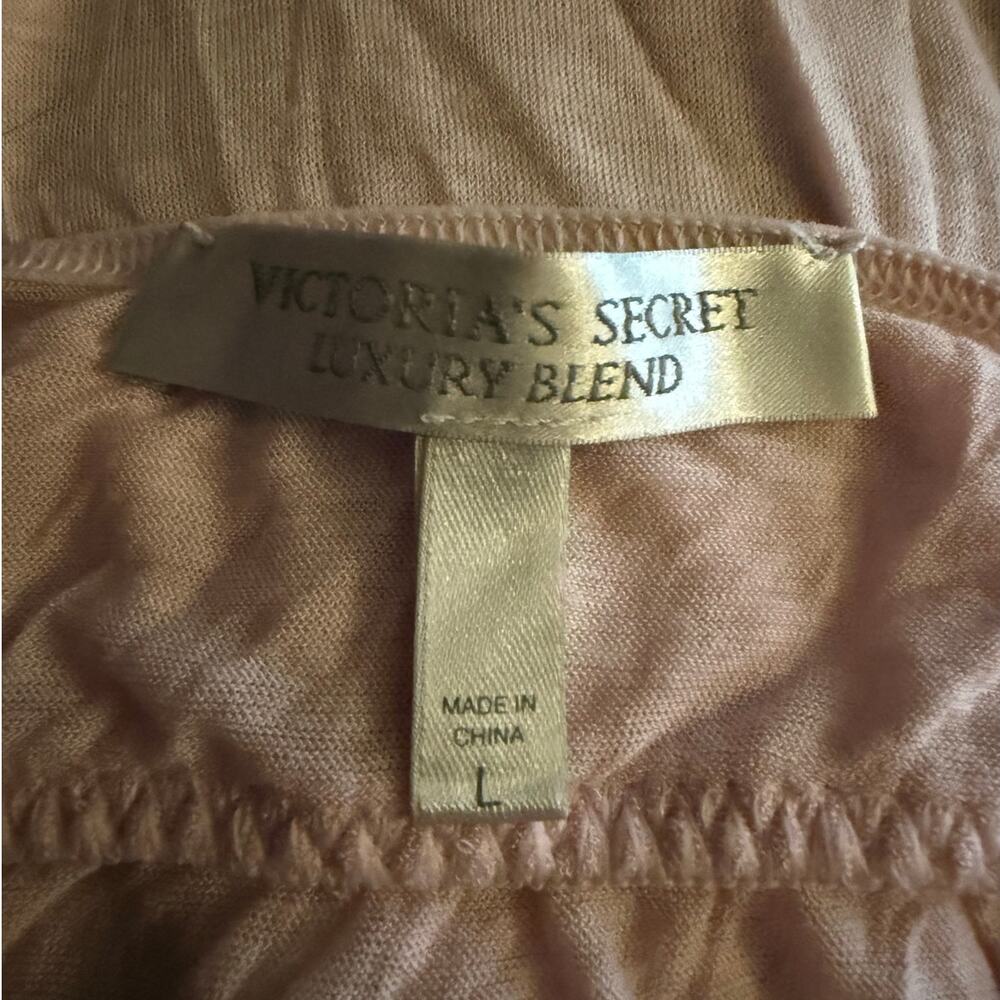 VICTORIA'S SECRET
LUXURY BLEND
MADE IN
CHINA
L